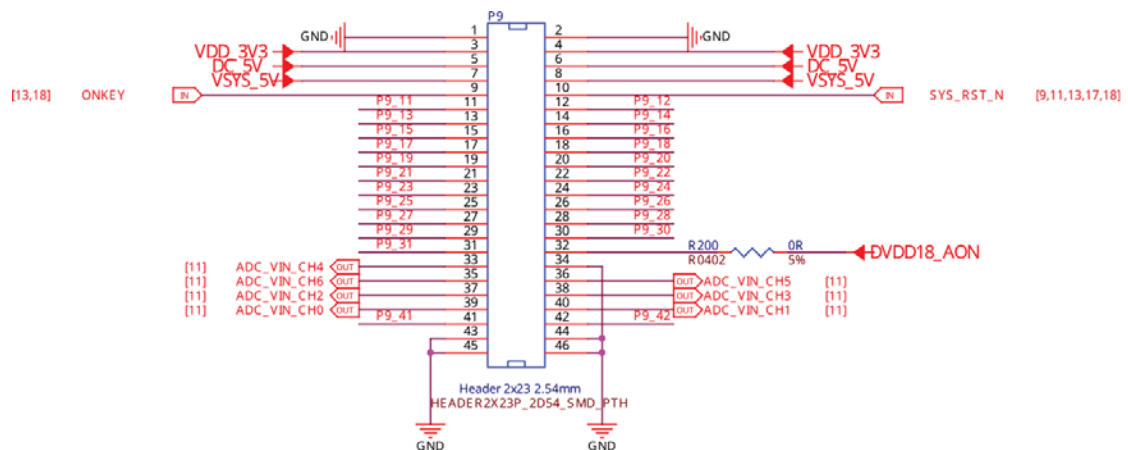 P9
GND 1 2 GND
VDD_3V3 3 4 VDD_3V3
DC_5V 5 6 DC_5V
VSYS_5V 7 8 VSYS_5V
[13,18] ONKEY IN 9 10 IN SYS_RST_N [9,11,13,17,18]
P9_11 11 12 P9_12
P9_13 13 14 P9_14
P9_15 15 16 P9_16
P9_17 17 18 P9_18
P9_19 19 20 P9_20
P9_21 21 22 P9_22
P9_23 23 24 P9_24
P9_25 25 26 P9_26
P9_27 27 28 P9_28
P9_29 29 30 P9_30
P9_31 31 32 R200 0R DVDD18_AON
R0402 5%
[11] ADC_VIN_CH4 OUT 33 34
[11] ADC_VIN_CH6 OUT 35 36 OUT ADC_VIN_CH5 [11]
[11] ADC_VIN_CH2 OUT 37 38 OUT ADC_VIN_CH3 [11]
[11] ADC_VIN_CH0 OUT 39 40 OUT ADC_VIN_CH1 [11]
P9_41 41 42 P9_42
43 44
45 46
Header 2x23 2.54mm
HEADER2X23P_2D54_SMD_PTH
GND GND